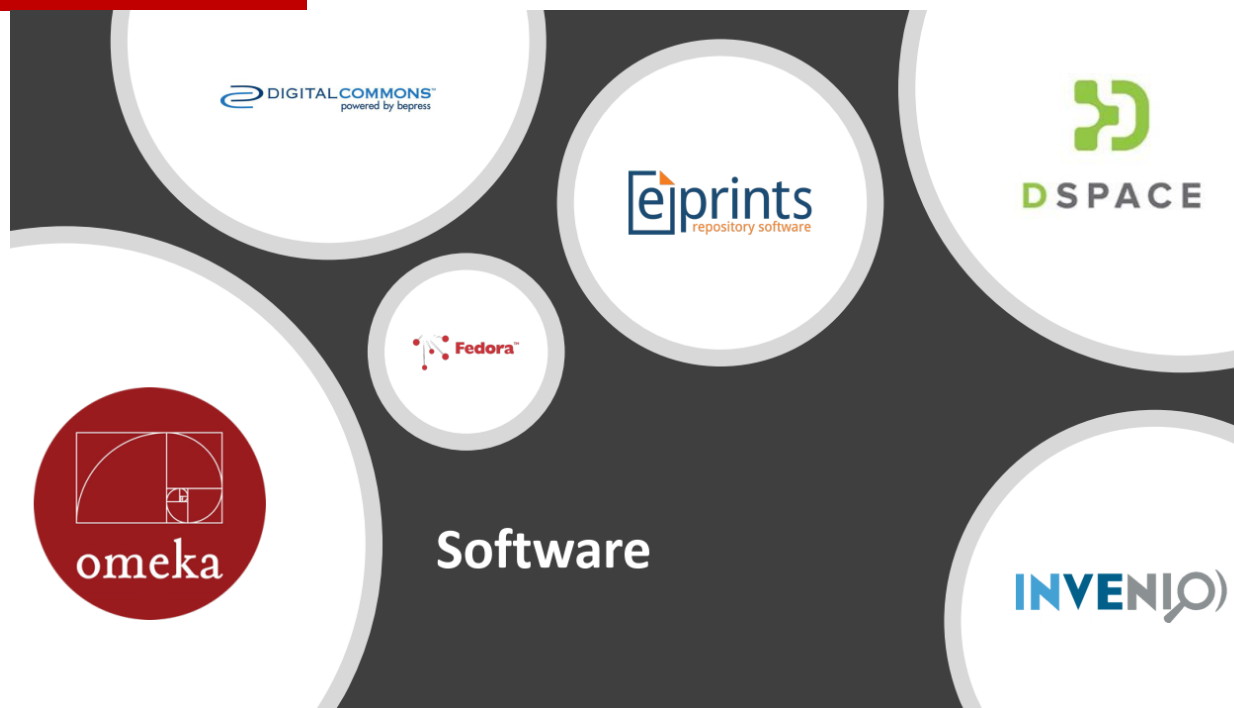 DIGITALCOMMONS™
powered by bepress
eprints
repository software
DSPACE
Fedora™
omeka
Software
INVENIO